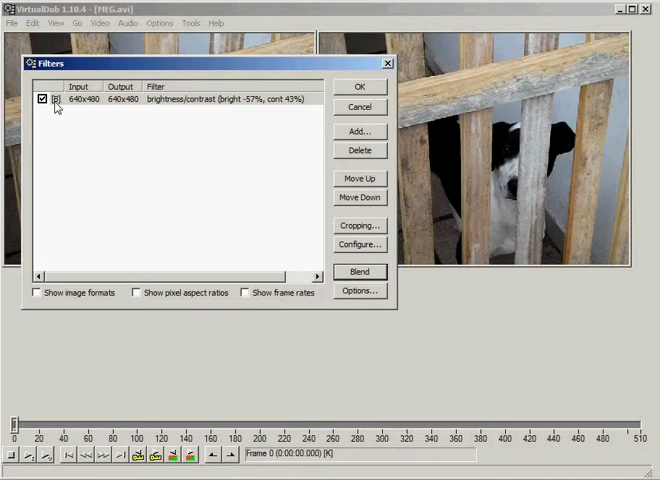 VirtualDub 1.10.4 - [MEG.avi]
File Edit View Go Video Audio Options Tools Help
Filters
Input Output Filter
[B] 640x480 640x480 brightness/contrast (bright -57%, cont 43%)
OK
Cancel
Add...
Delete
Move Up
Move Down
Cropping...
Configure...
Blend
Options...
Show image formats Show pixel aspect ratios Show frame rates
0 20 40 60 80 100 120 140 160 180 200 220 240 260 280 300 320 340 360 380 400 420 440 460 480 510
Frame 0 (0:00:00.000) [K]